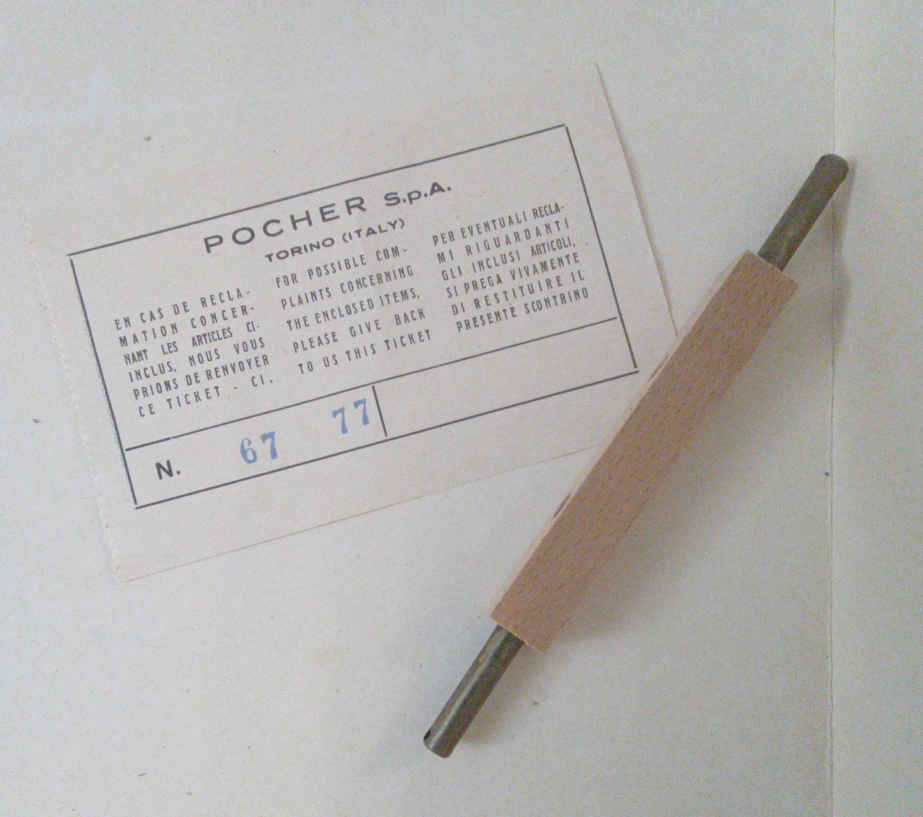 POCHER S.p.A.
TORINO (ITALY)
EN CAS DE RECLA-
MATION CONCER-
NANT LES ARTICLES CI-
INCLUS, NOUS VOUS
PRIONS DE RENVOYER
CE TICKET - CI.
FOR POSSIBLE COM-
PLAINTS CONCERNING
THE ENCLOSED ITEMS,
PLEASE GIVE BACK
TO US THIS TICKET
PER EVENTUALI RECLA-
MI RIGUARDANTI
GLI INCLUSI ARTICOLI,
SI PREGA VIVAMENTE
DI RESTITUIRE IL
PRESENTE SCONTRINO
N. 67 77